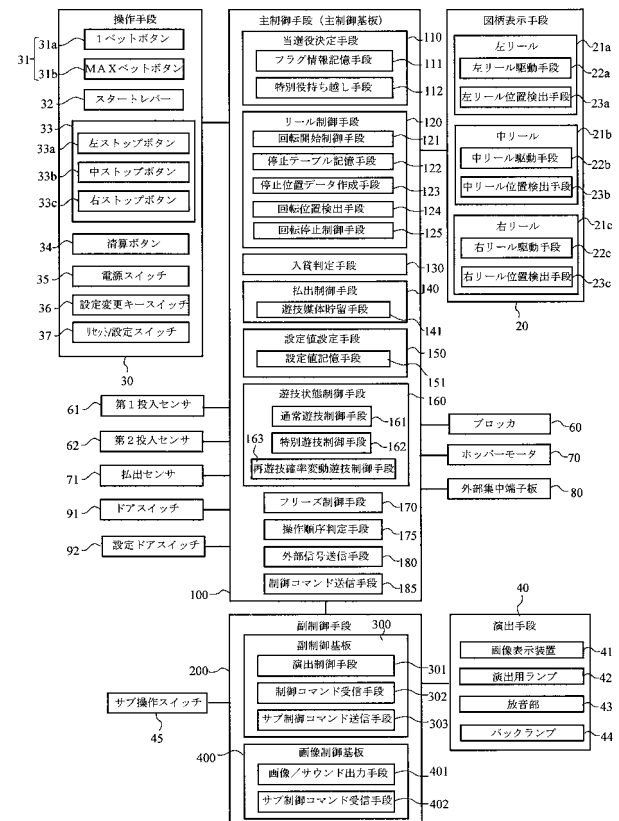 操作手段
31
31a
1ベットボタン
31b
MAXベットボタン
32
スタートレバー
33
33a
左ストップボタン
33b
中ストップボタン
33c
右ストップボタン
34
清算ボタン
35
電源スイッチ
36
設定変更キースイッチ
37
リセット/設定スイッチ
30
61
第1投入センサ
62
第2投入センサ
71
払出センサ
91
ドアスイッチ
92
設定ドアスイッチ
主制御手段(主制御基板)
当選役決定手段
110
フラグ情報記憶手段
111
特別役持ち越し手段
112
リール制御手段
120
回転開始制御手段
121
停止テーブル記憶手段
122
停止位置データ作成手段
123
回転位置検出手段
124
回転停止制御手段
125
入賞判定手段
130
払出制御手段
140
遊技媒体貯留手段
141
設定値設定手段
150
設定値記憶手段
151
遊技状態制御手段
160
通常遊技制御手段
161
特別遊技制御手段
162
163
再遊技確率変動遊技制御手段
フリーズ制御手段
170
操作順序判定手段
175
外部信号送信手段
180
制御コマンド送信手段
185
100
図柄表示手段
左リール
21a
左リール駆動手段
22a
左リール位置検出手段
23a
中リール
21b
中リール駆動手段
22b
中リール位置検出手段
23b
右リール
21c
右リール駆動手段
22c
右リール位置検出手段
23c
20
ブロッカ
60
ホッパーモータ
70
外部集中端子板
80
副制御手段
200
300
副制御基板
演出制御手段
301
制御コマンド受信手段
302
サブ制御コマンド送信手段
303
400
画像制御基板
画像/サウンド出力手段
401
サブ制御コマンド受信手段
402
サブ操作スイッチ
45
40
演出手段
画像表示装置
41
演出用ランプ
42
放音部
43
バックランプ
44